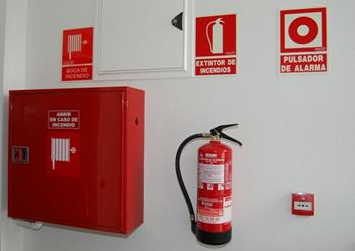 BOCA DE
INCENDIO
EXTINTOR DE
INCENDIOS
PULSADOR
DE ALARMA
ABRIR
EN CASO DE
INCENDIO